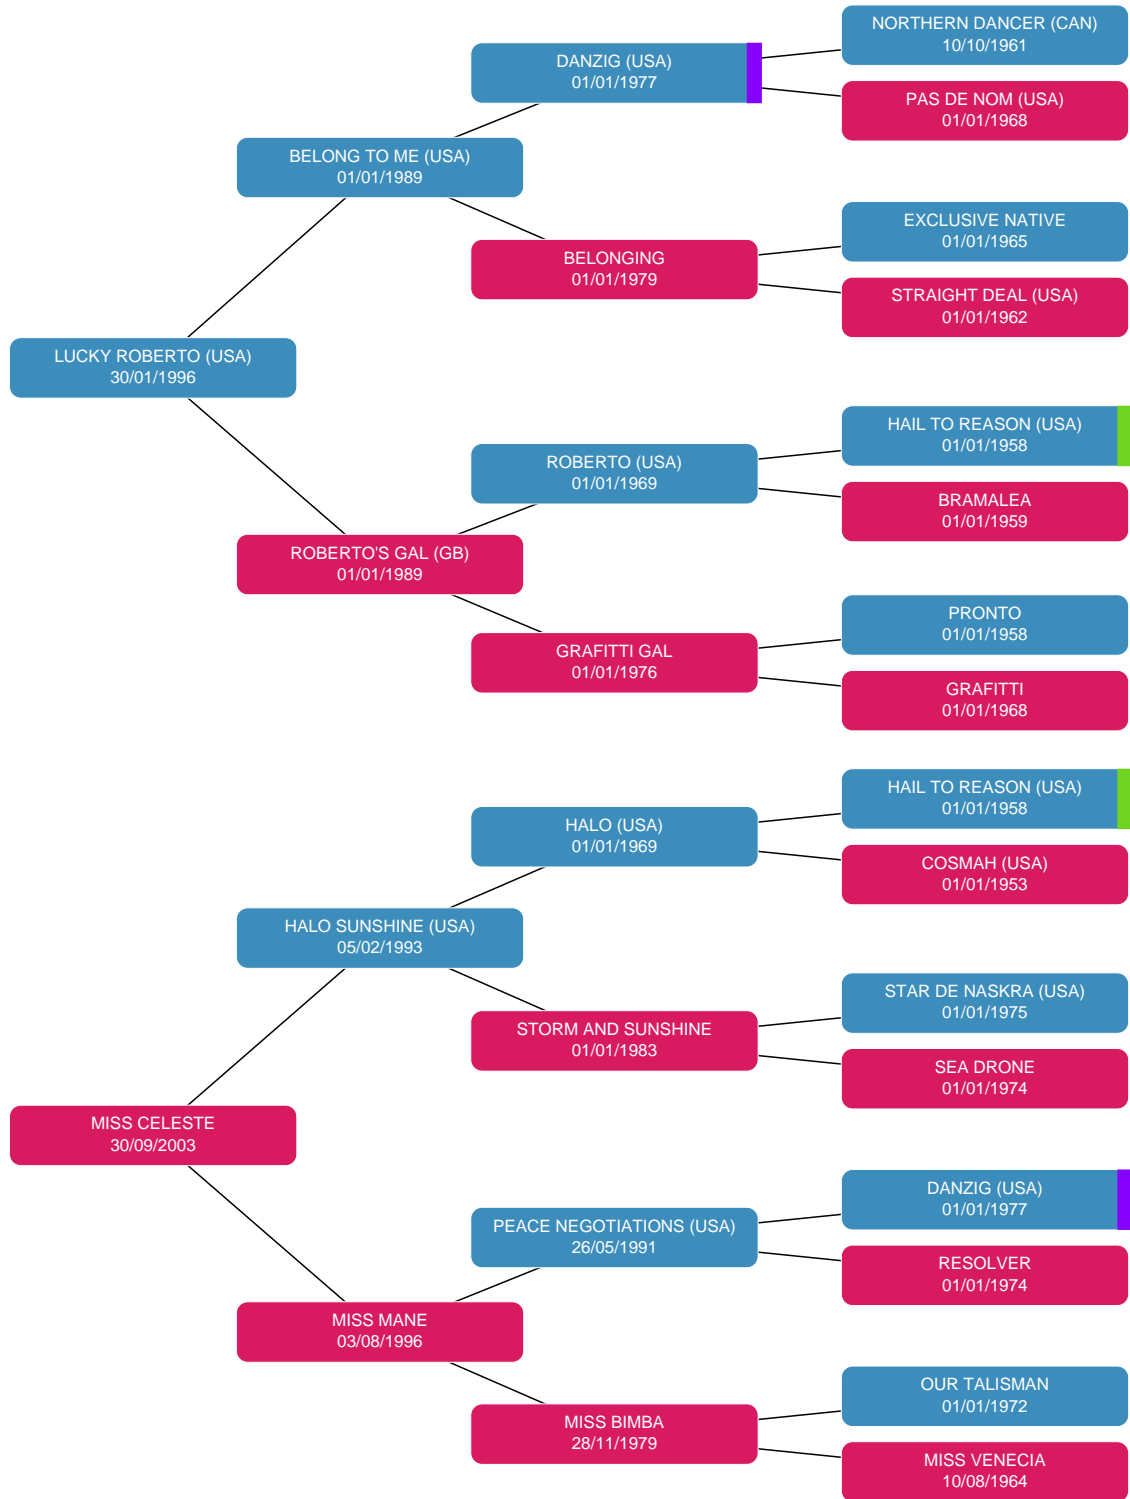 NORTHERN DANCER (CAN)
10/10/1961
DANZIG (USA)
01/01/1977
PAS DE NOM (USA)
01/01/1968
BELONG TO ME (USA)
01/01/1989
EXCLUSIVE NATIVE
01/01/1965
BELONGING
01/01/1979
STRAIGHT DEAL (USA)
01/01/1962
LUCKY ROBERTO (USA)
30/01/1996
HAIL TO REASON (USA)
01/01/1958
ROBERTO (USA)
01/01/1969
BRAMALEA
01/01/1959
ROBERTO'S GAL (GB)
01/01/1989
PRONTO
01/01/1958
GRAFITTI GAL
01/01/1976
GRAFITTI
01/01/1968
HAIL TO REASON (USA)
01/01/1958
HALO (USA)
01/01/1969
COSMAH (USA)
01/01/1953
HALO SUNSHINE (USA)
05/02/1993
STAR DE NASKRA (USA)
01/01/1975
STORM AND SUNSHINE
01/01/1983
SEA DRONE
01/01/1974
MISS CELESTE
30/09/2003
DANZIG (USA)
01/01/1977
PEACE NEGOTIATIONS (USA)
26/05/1991
RESOLVER
01/01/1974
MISS MANE
03/08/1996
OUR TALISMAN
01/01/1972
MISS BIMBA
28/11/1979
MISS VENECIA
10/08/1964